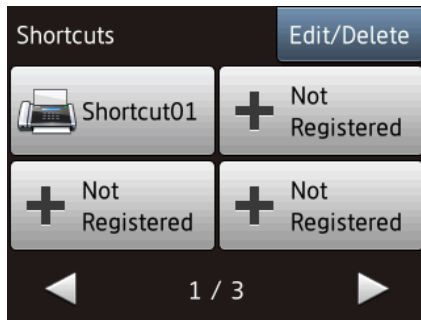 Shortcuts
Edit/Delete
Shortcut01
Not
Registered
Not
Registered
Not
Registered
1 / 3